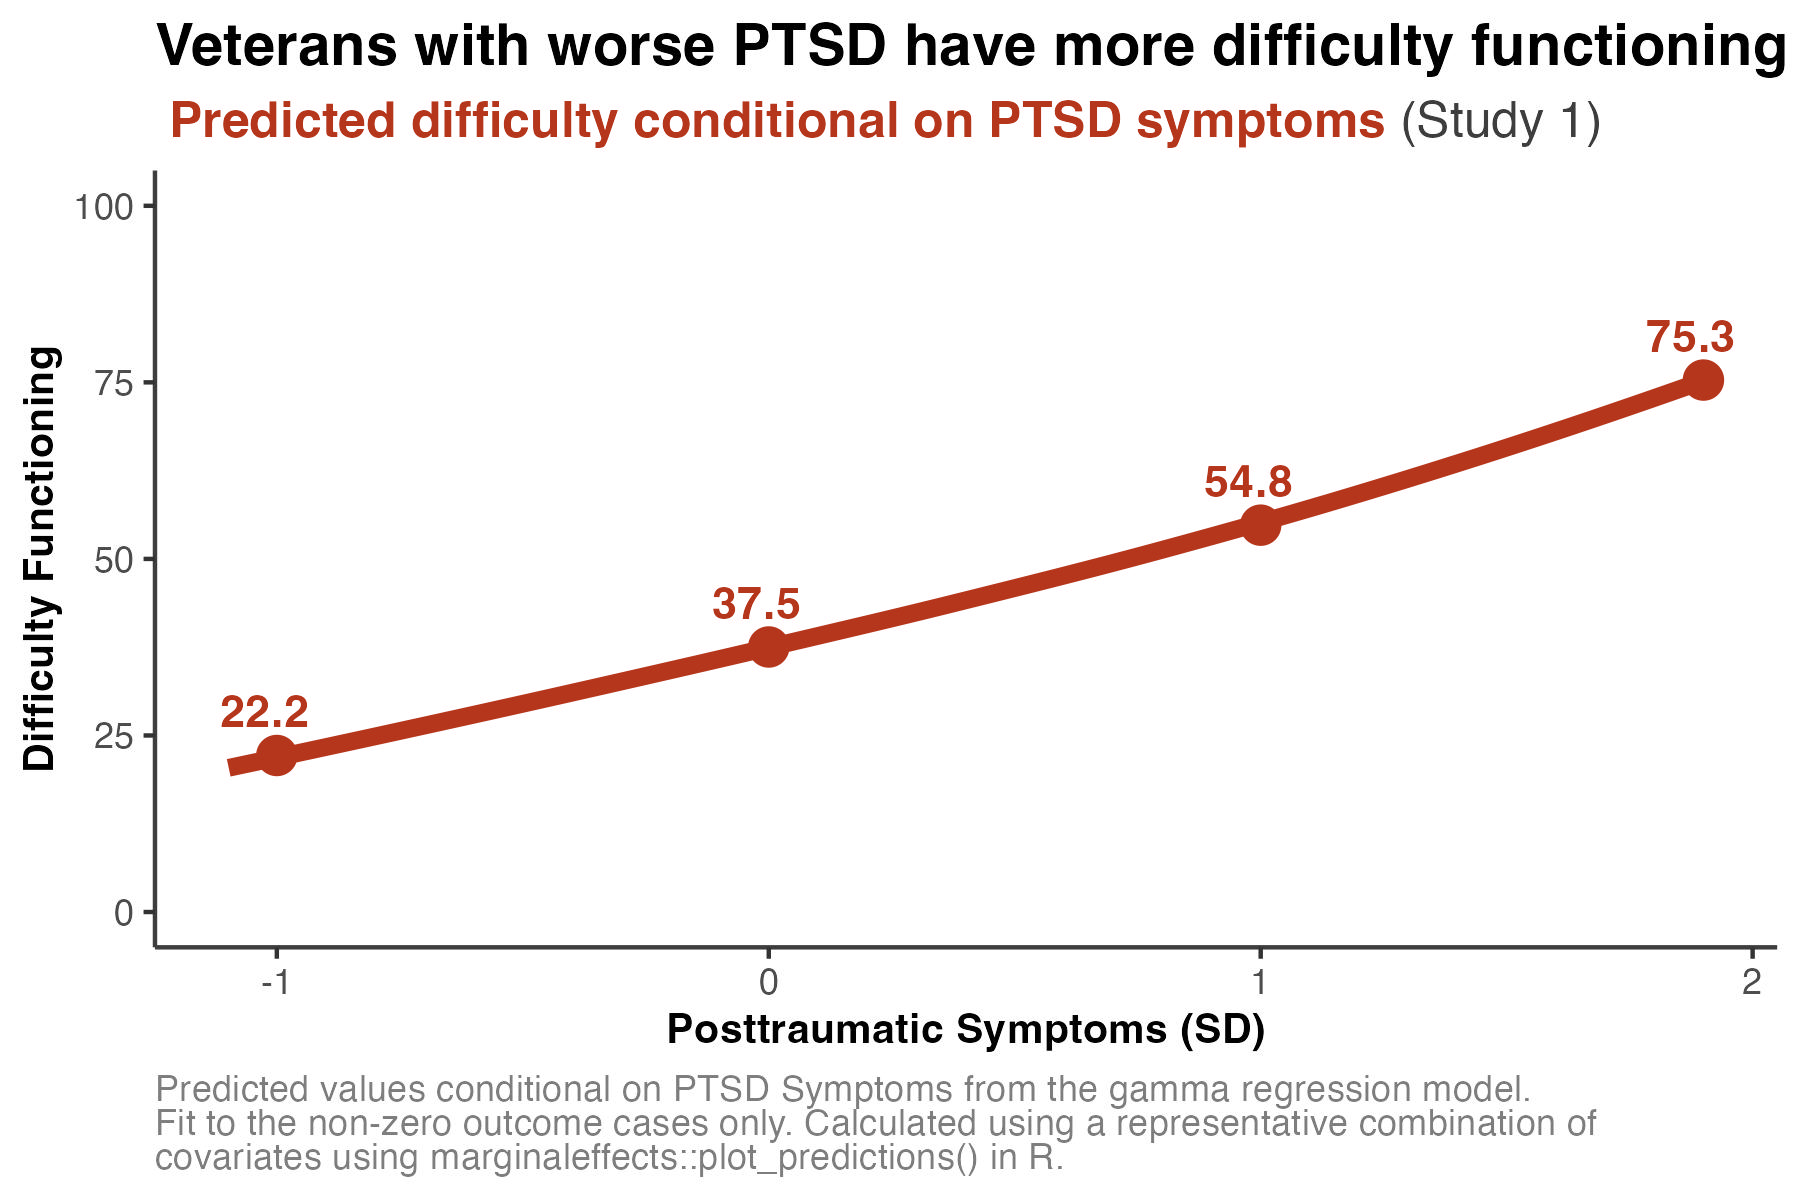 Veterans with worse PTSD have more difficulty functioning
Predicted difficulty conditional on PTSD symptoms (Study 1)
100
75
50
25
0
Difficulty Functioning
22.2
37.5
54.8
75.3
-1
0
1
2
Posttraumatic Symptoms (SD)
Predicted values conditional on PTSD Symptoms from the gamma regression model.
Fit to the non-zero outcome cases only. Calculated using a representative combination of
covariates using marginaleffects::plot_predictions() in R.